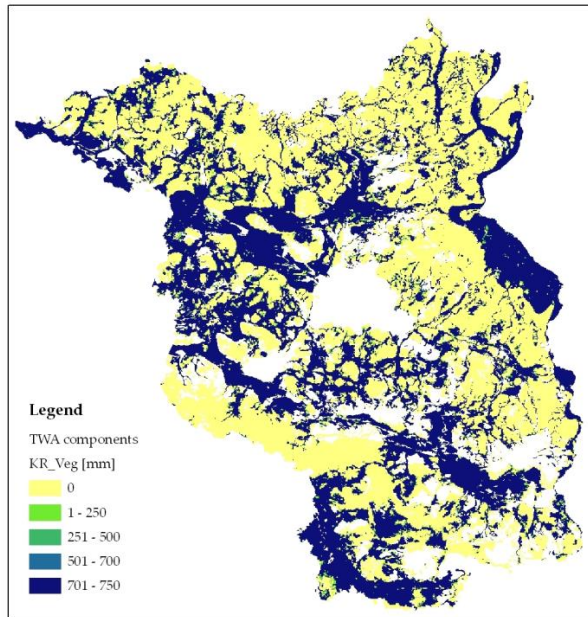 Legend
TWA components
KR_Veg [mm]
0
1 - 250
251 - 500
501 - 700
701 - 750